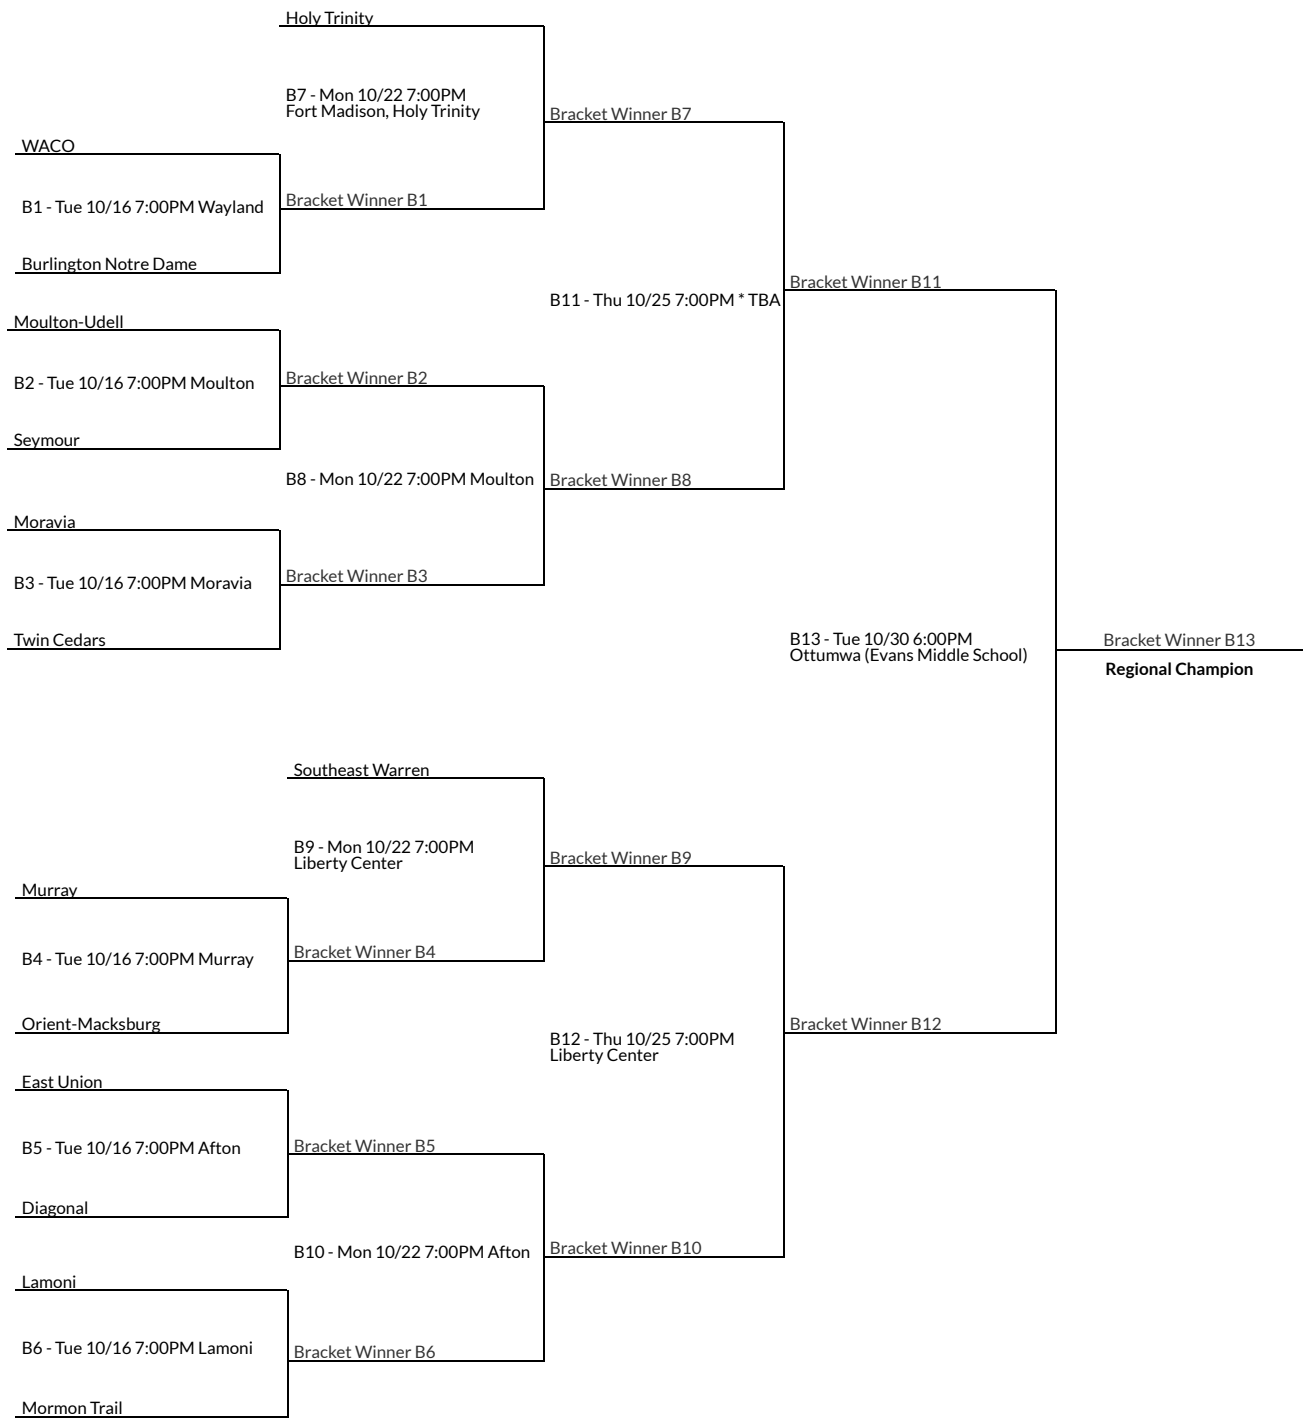 Holy Trinity
B7 - Mon 10/22 7:00PM
Fort Madison, Holy Trinity
Bracket Winner B7
WACO
B1 - Tue 10/16 7:00PM Wayland
Bracket Winner B1
Burlington Notre Dame
Bracket Winner B11
B11 - Thu 10/25 7:00PM * TBA
Moulton-Udell
B2 - Tue 10/16 7:00PM Moulton
Bracket Winner B2
Seymour
B8 - Mon 10/22 7:00PM Moulton
Bracket Winner B8
Moravia
B3 - Tue 10/16 7:00PM Moravia
Bracket Winner B3
Twin Cedars
B13 - Tue 10/30 6:00PM
Ottumwa (Evans Middle School)
Bracket Winner B13
Regional Champion
Southeast Warren
B9 - Mon 10/22 7:00PM
Liberty Center
Bracket Winner B9
Murray
B4 - Tue 10/16 7:00PM Murray
Bracket Winner B4
Orient-Macksburg
B12 - Thu 10/25 7:00PM
Liberty Center
Bracket Winner B12
East Union
B5 - Tue 10/16 7:00PM Afton
Bracket Winner B5
Diagonal
B10 - Mon 10/22 7:00PM Afton
Bracket Winner B10
Lamoni
B6 - Tue 10/16 7:00PM Lamoni
Bracket Winner B6
Mormon Trail